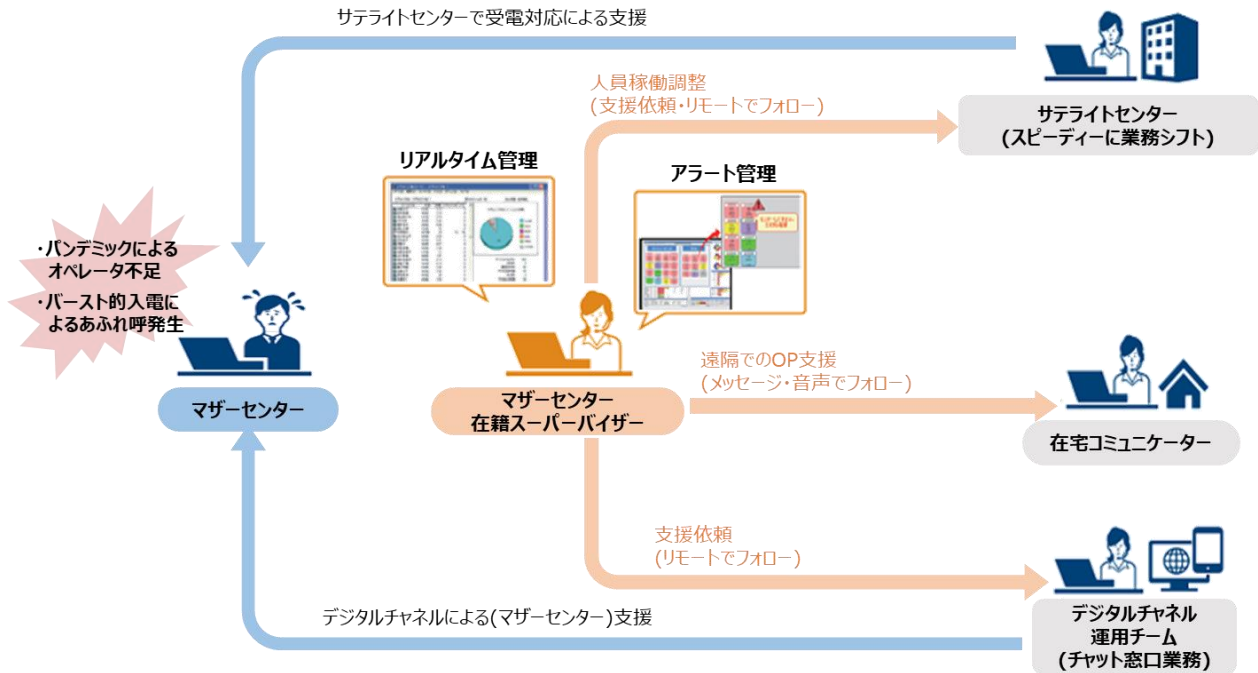 サテライトセンターで受電対応による支援
人員稼働調整
(支援依頼・リモートでフォロー)
サテライトセンター
(スピーディーに業務シフト)
リアルタイム管理
アラート管理
・パンデミックによる
オペレータ不足
・バースト的入電に
よるあふれ呼発生
マザーセンター
マザーセンター
在籍スーパーバイザー
遠隔でのOP支援
(メッセージ・音声でフォロー)
在宅コミュニケーター
支援依頼
(リモートでフォロー)
デジタルチャネルによる(マザーセンター)支援
デジタルチャネル
運用チーム
(チャット窓口業務)